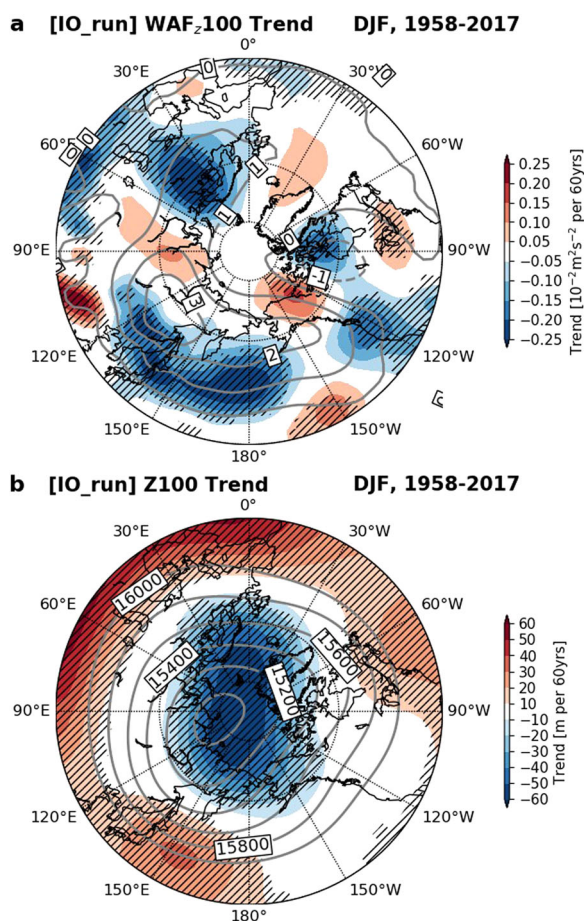 a [IO_run] WAFz100 Trend DJF, 1958-2017
0°
30°E 30°W
60°E 60°W
90°E 90°W
120°E 120°W
150°E 150°W
180°
0
0
0
0
1
1
0
-1
3
2
0.25
0.20
0.15
0.10
0.05
−0.05
−0.10
−0.15
−0.20
−0.25
Trend [10⁻² m² s⁻² per 60yrs]
b [IO_run] Z100 Trend DJF, 1958-2017
0°
30°E 30°W
60°E 60°W
90°E 90°W
120°E 120°W
150°E 150°W
180°
16000
15400
15600
15200
15800
60
50
40
30
20
10
−10
−20
−30
−40
−50
−60
Trend [m per 60yrs]